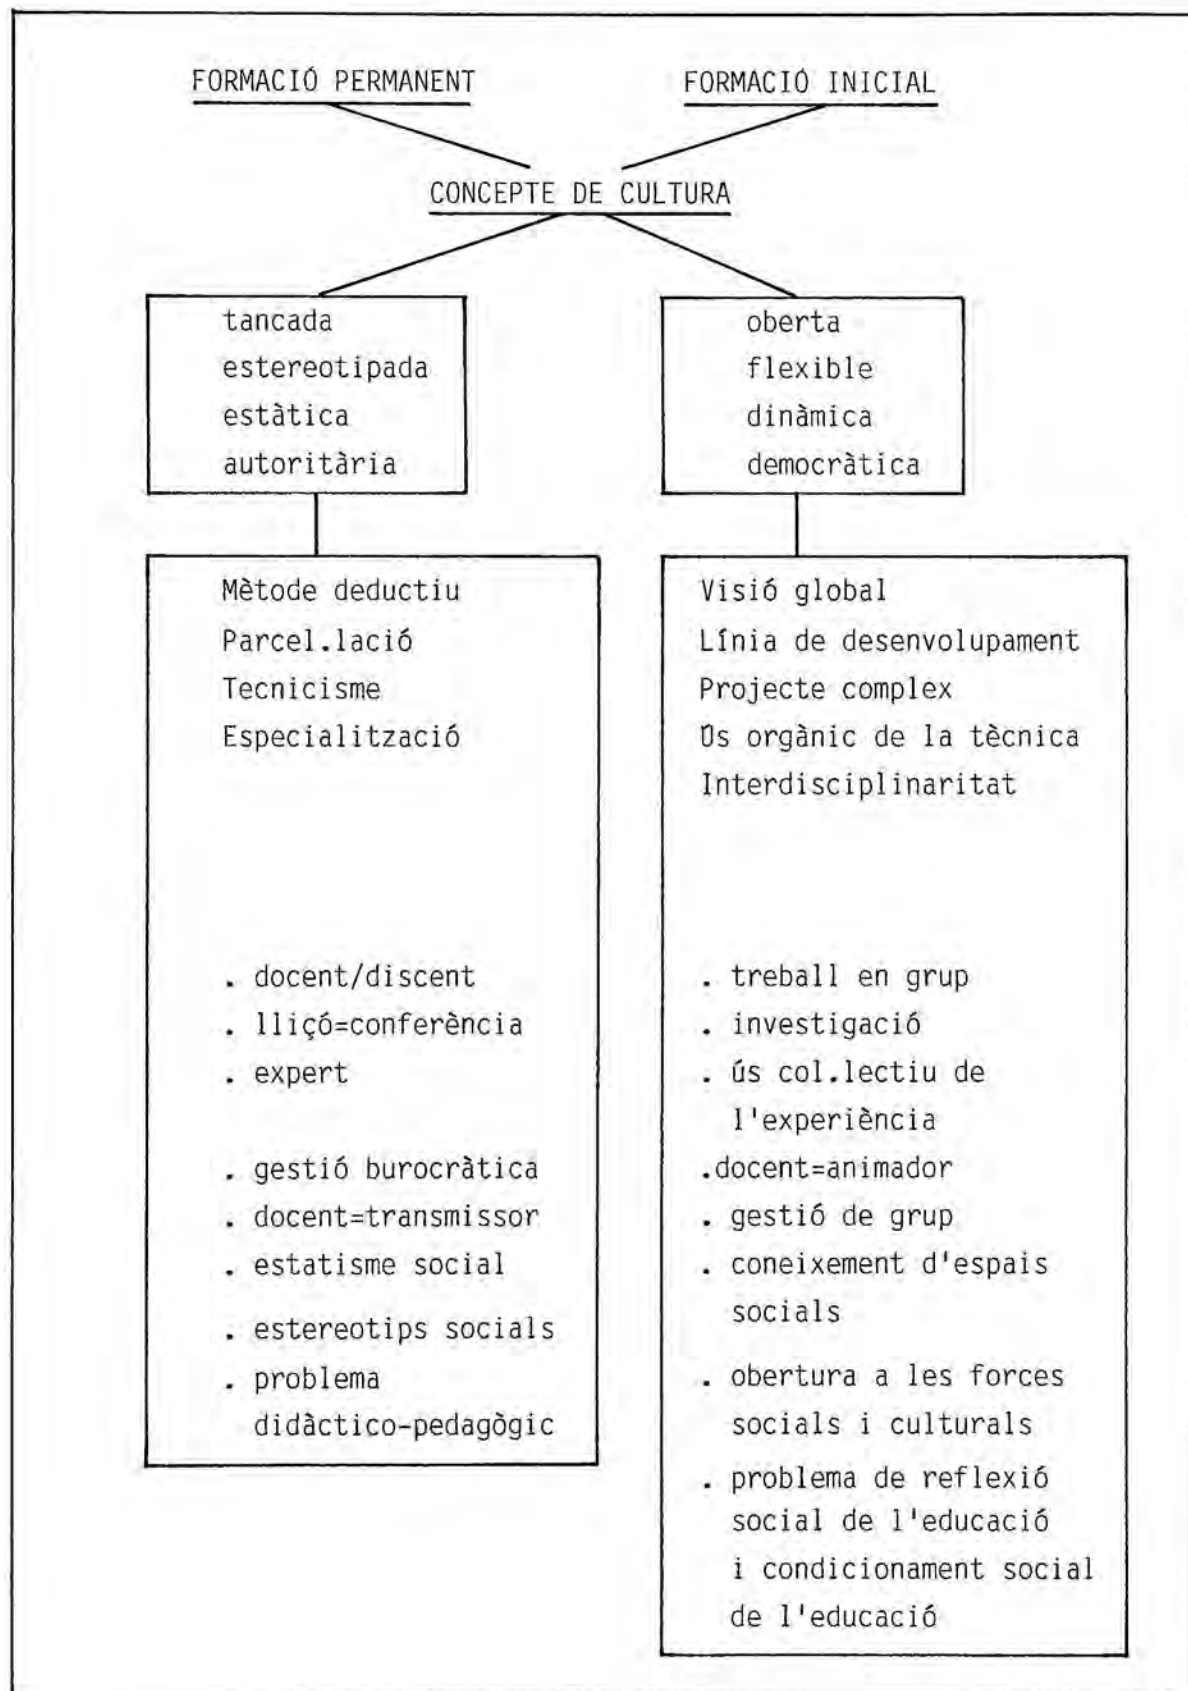 FORMACIÓ PERMANENT
FORMACIÓ INICIAL
CONCEPTE DE CULTURA
tancada
estereotipada
estàtica
autoritària
oberta
flexible
dinàmica
democràtica
Mètode deductiu
Parcel.lació
Tecnicisme
Especialització
. docent/discent
. lliçó=conferència
. expert
. gestió burocràtica
. docent=transmissor
. estatisme social
. estereotips socials
. problema
didàctico-pedagògic
Visió global
Línia de desenvolupament
Projecte complex
Ús orgànic de la tècnica
Interdisciplinaritat
. treball en grup
. investigació
. ús col.lectiu de
l'experiència
.docent=animador
. gestió de grup
. coneixement d'espais
socials
. obertura a les forces
socials i culturals
. problema de reflexió
social de l'educació
i condicionament social
de l'educació